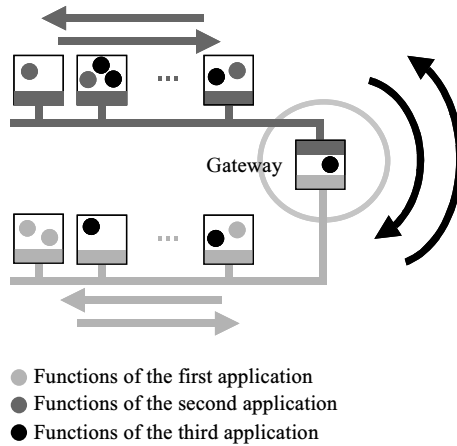 Gateway
Functions of the first application
Functions of the second application
Functions of the third application